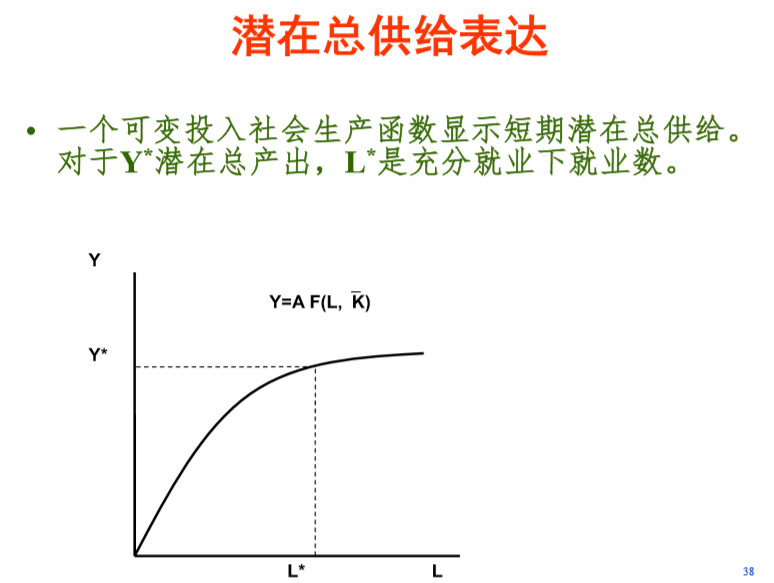 潜在总供给表达
• 一个可变投入社会生产函数显示短期潜在总供给。
对于Y*潜在总产出，L*是充分就业下就业数。
Y
Y=A F(L, K̅)
Y*
L*
L
38